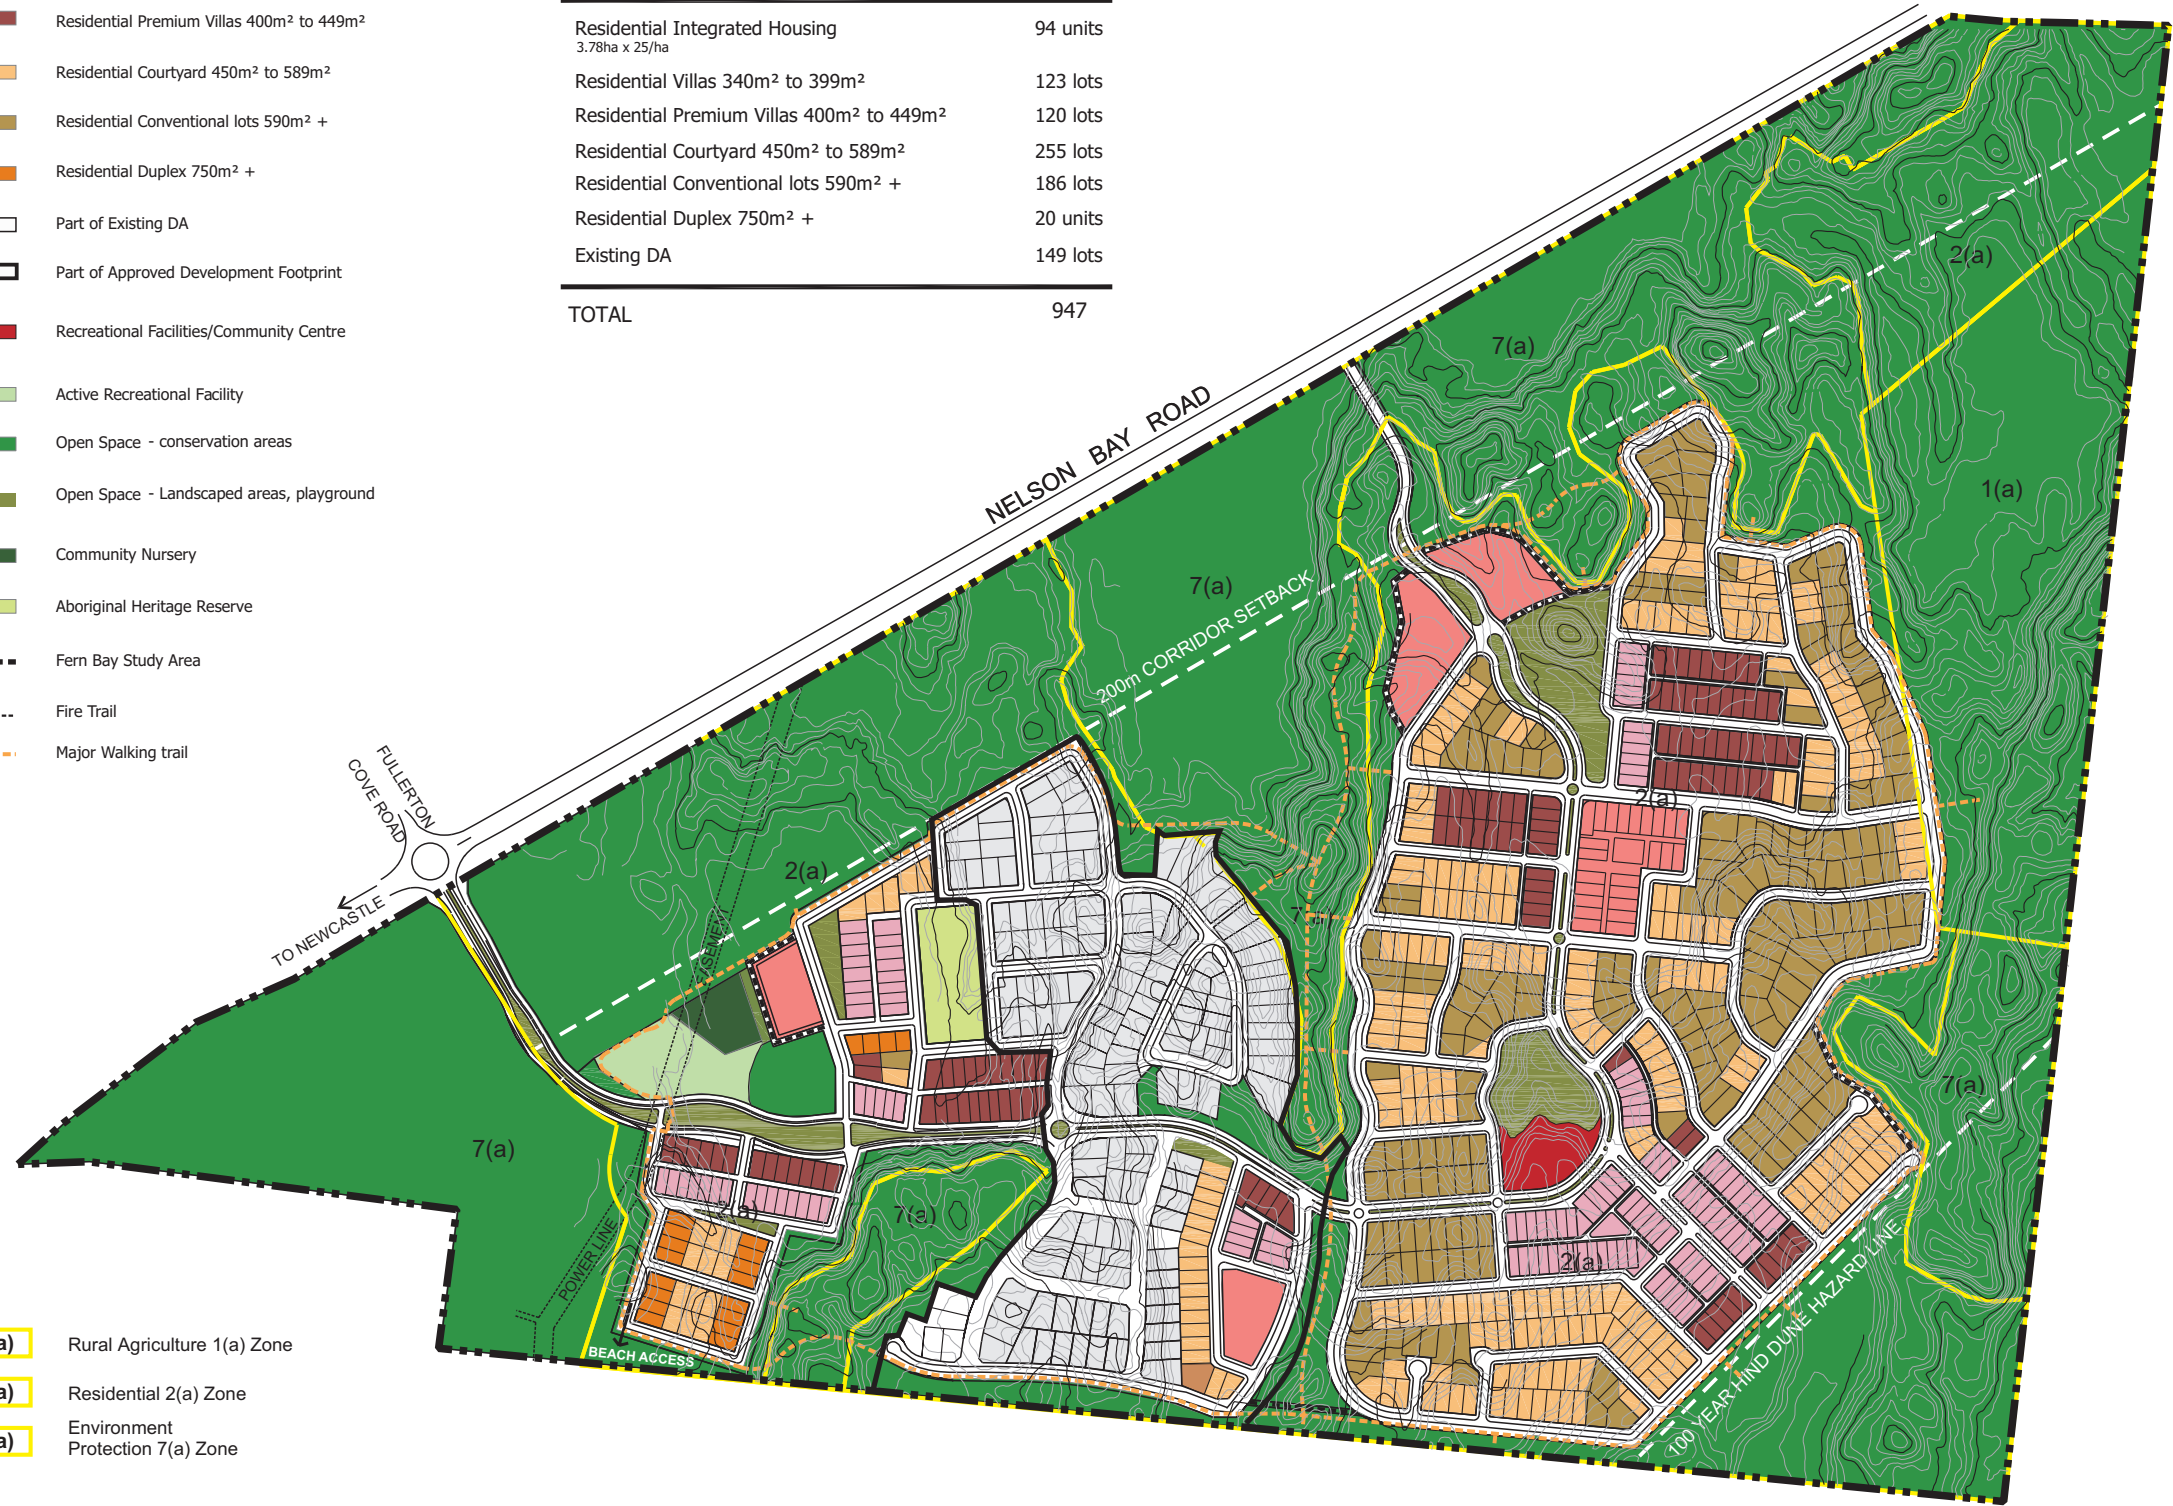 Residential Premium Villas 400m² to 449m²
Residential Courtyard 450m² to 589m²
Residential Conventional lots 590m² +
Residential Duplex 750m² +
Part of Existing DA
Part of Approved Development Footprint
Recreational Facilities/Community Centre
Active Recreational Facility
Open Space - conservation areas
Open Space - Landscaped areas, playground
Community Nursery
Aboriginal Heritage Reserve
Fern Bay Study Area
Fire Trail
Major Walking trail
Residential Integrated Housing 94 units
3.78ha x 25/ha
Residential Villas 340m² to 399m² 123 lots
Residential Premium Villas 400m² to 449m² 120 lots
Residential Courtyard 450m² to 589m² 255 lots
Residential Conventional lots 590m² + 186 lots
Residential Duplex 750m² + 20 units
Existing DA 149 lots
TOTAL 947
NELSON BAY ROAD
FULLERTON
COVE ROAD
TO NEWCASTLE
200m CORRIDOR SETBACK
2(a)
7(a)
1(a)
7(a)
2(a)
2(a)
7(a)
7(a)
7(a)
2(a)
2(a)
POWER LINE
BEACH ACCESS
100 YEAR HIND DUNE HAZARD LINE
a) Rural Agriculture 1(a) Zone
a) Residential 2(a) Zone
a) Environment
Protection 7(a) Zone